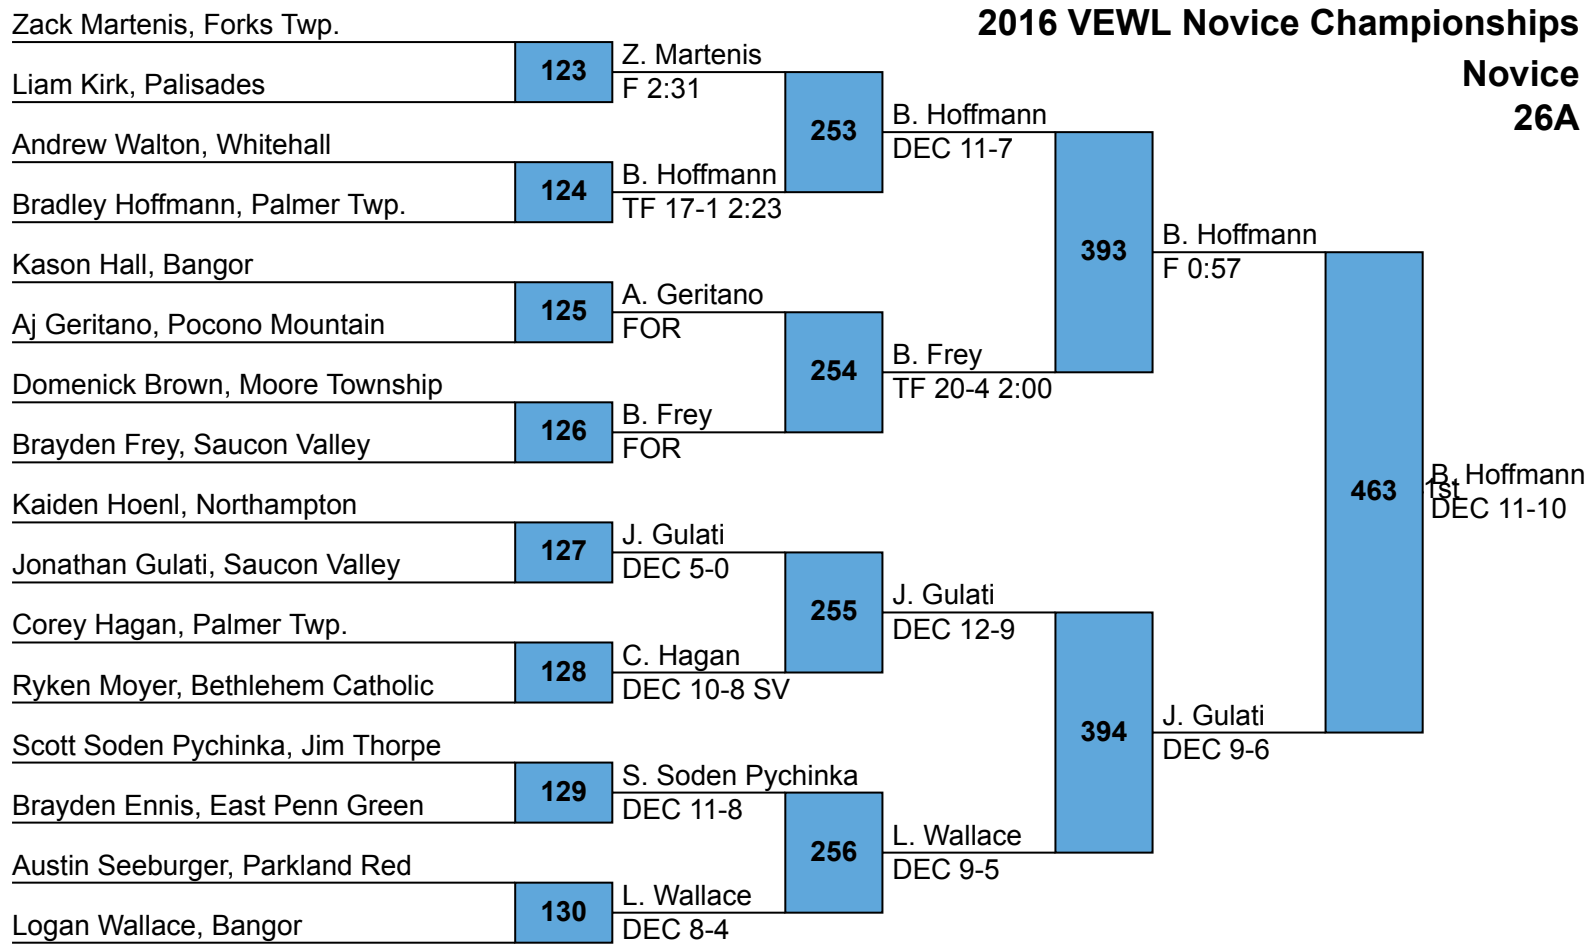 2016 VEWL Novice Championships
Novice
26A
Zack Martenis, Forks Twp.
Liam Kirk, Palisades
Andrew Walton, Whitehall
Bradley Hoffmann, Palmer Twp.
Kason Hall, Bangor
Aj Geritano, Pocono Mountain
Domenick Brown, Moore Township
Brayden Frey, Saucon Valley
Kaiden Hoenl, Northampton
Jonathan Gulati, Saucon Valley
Corey Hagan, Palmer Twp.
Ryken Moyer, Bethlehem Catholic
Scott Soden Pychinka, Jim Thorpe
Brayden Ennis, East Penn Green
Austin Seeburger, Parkland Red
Logan Wallace, Bangor
123
124
125
126
127
128
129
130
Z. Martenis
F 2:31
B. Hoffmann
TF 17-1 2:23
A. Geritano
FOR
B. Frey
FOR
J. Gulati
DEC 5-0
C. Hagan
DEC 10-8 SV
S. Soden Pychinka
DEC 11-8
L. Wallace
DEC 8-4
253
254
255
256
B. Hoffmann
DEC 11-7
B. Frey
TF 20-4 2:00
J. Gulati
DEC 12-9
L. Wallace
DEC 9-5
393
394
B. Hoffmann
F 0:57
J. Gulati
DEC 9-6
463
B. Hoffmann
1st
DEC 11-10